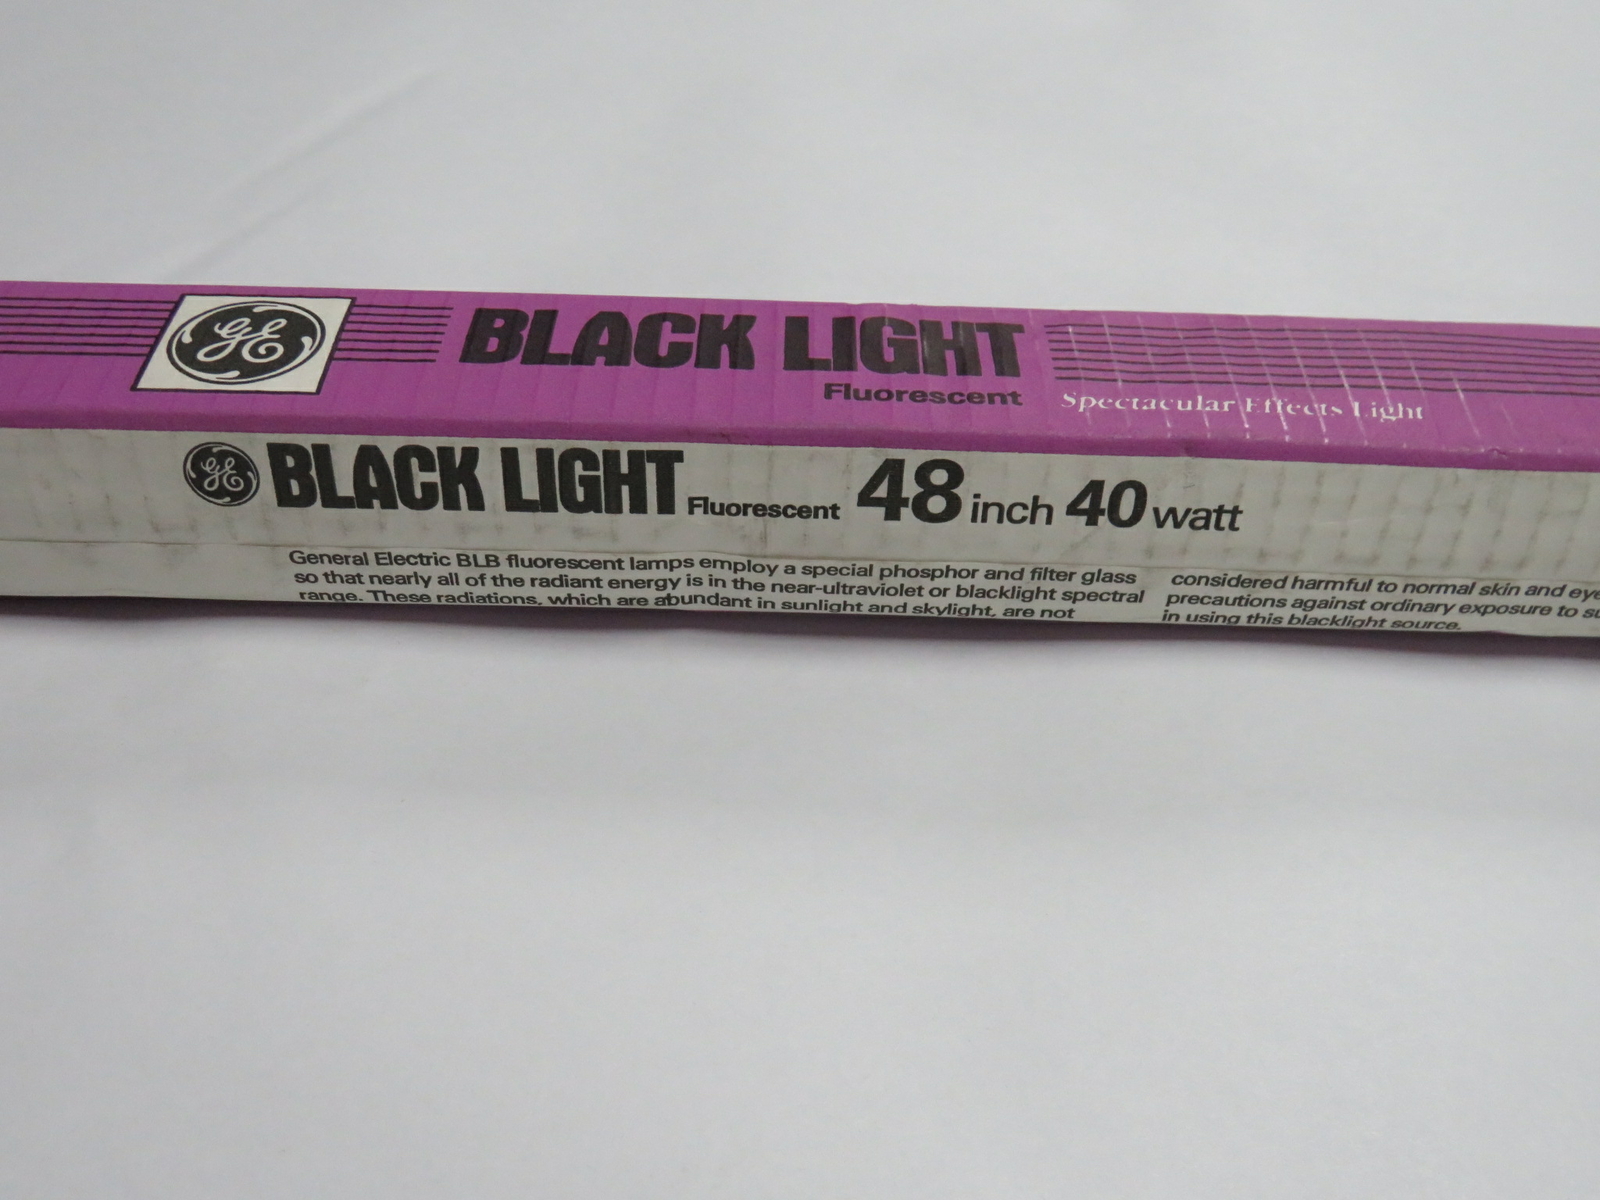 GE
BLACK LIGHT
Fluorescent
Spectacular Effects Light
GE BLACK LIGHT Fluorescent 48 inch 40 watt
General Electric BLB fluorescent lamps employ a special phosphor and filter glass
so that nearly all of the radiant energy is in the near-ultraviolet or blacklight spectral
range. These radiations, which are abundant in sunlight and skylight, are not
considered harmful to normal skin and
precautions against ordinary exposure to
in using this blacklight source.